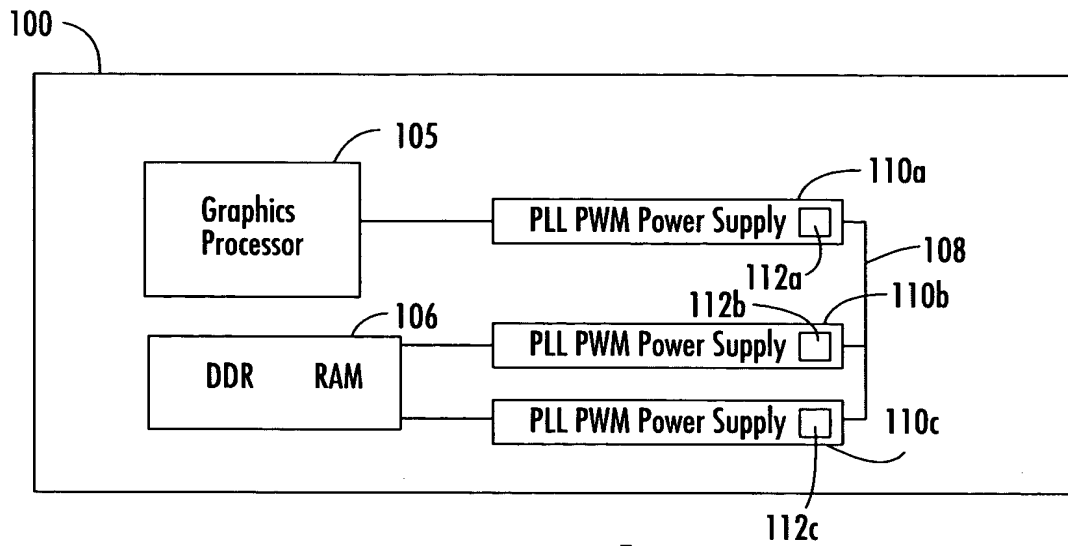 100
105
110a
Graphics
Processor
PLL PWM Power Supply
108
112a
112b
110b
106
DDR RAM
PLL PWM Power Supply
PLL PWM Power Supply
110c
112c